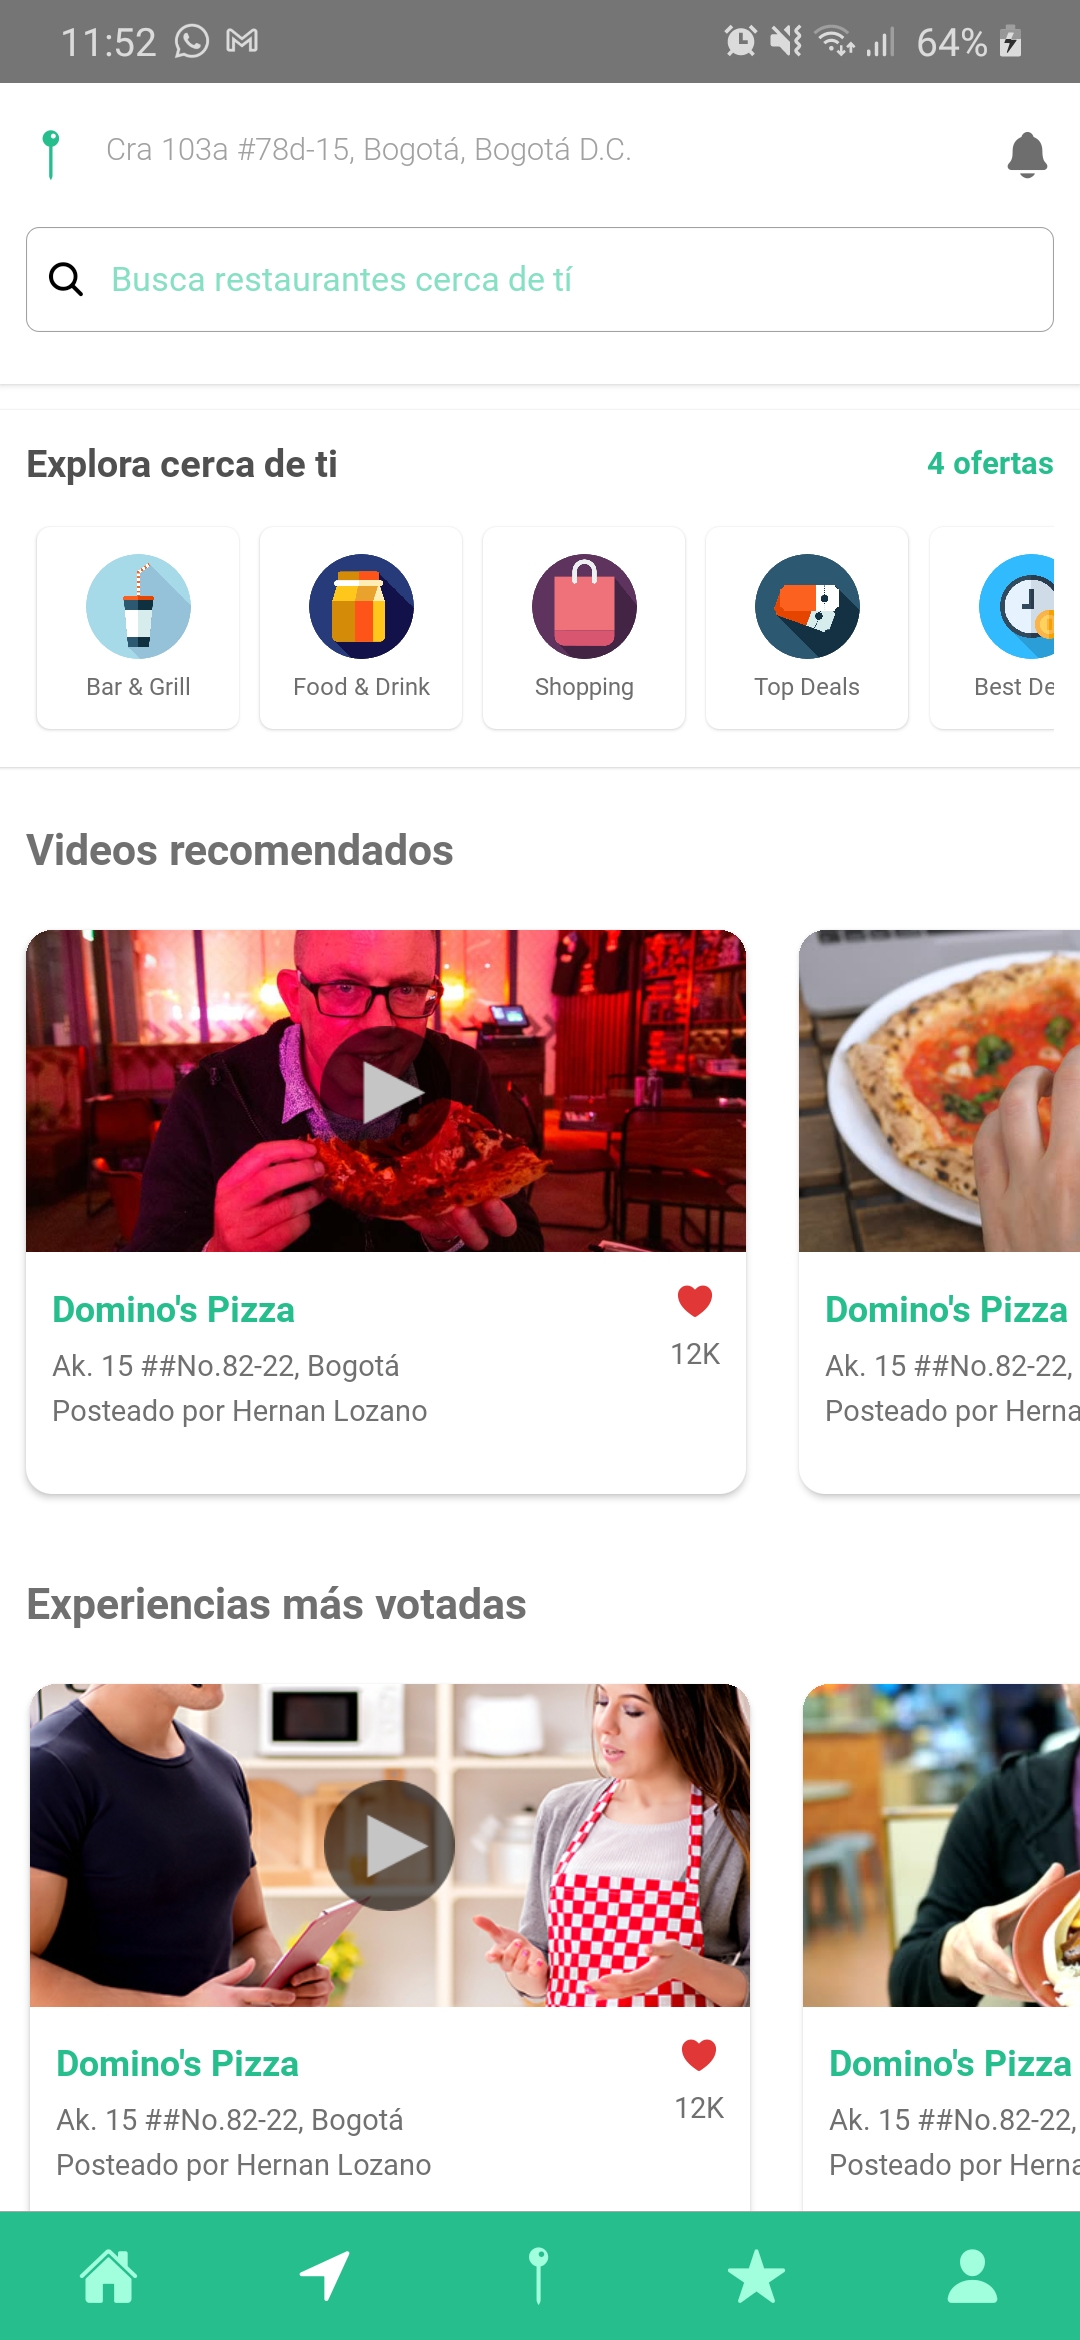 11:52
64%
Cra 103a #78d-15, Bogotá, Bogotá D.C.
Busca restaurantes cerca de tí
Explora cerca de ti
4 ofertas
Bar & Grill
Food & Drink
Shopping
Top Deals
Best De
Videos recomendados
Domino's Pizza
12K
Ak. 15 ##No.82-22, Bogotá
Posteado por Hernan Lozano
Domino's Pizza
Ak. 15 ##No.82-22,
Posteado por Herna
Experiencias más votadas
Domino's Pizza
12K
Ak. 15 ##No.82-22, Bogotá
Posteado por Hernan Lozano
Domino's Pizza
Ak. 15 ##No.82-22,
Posteado por Herna